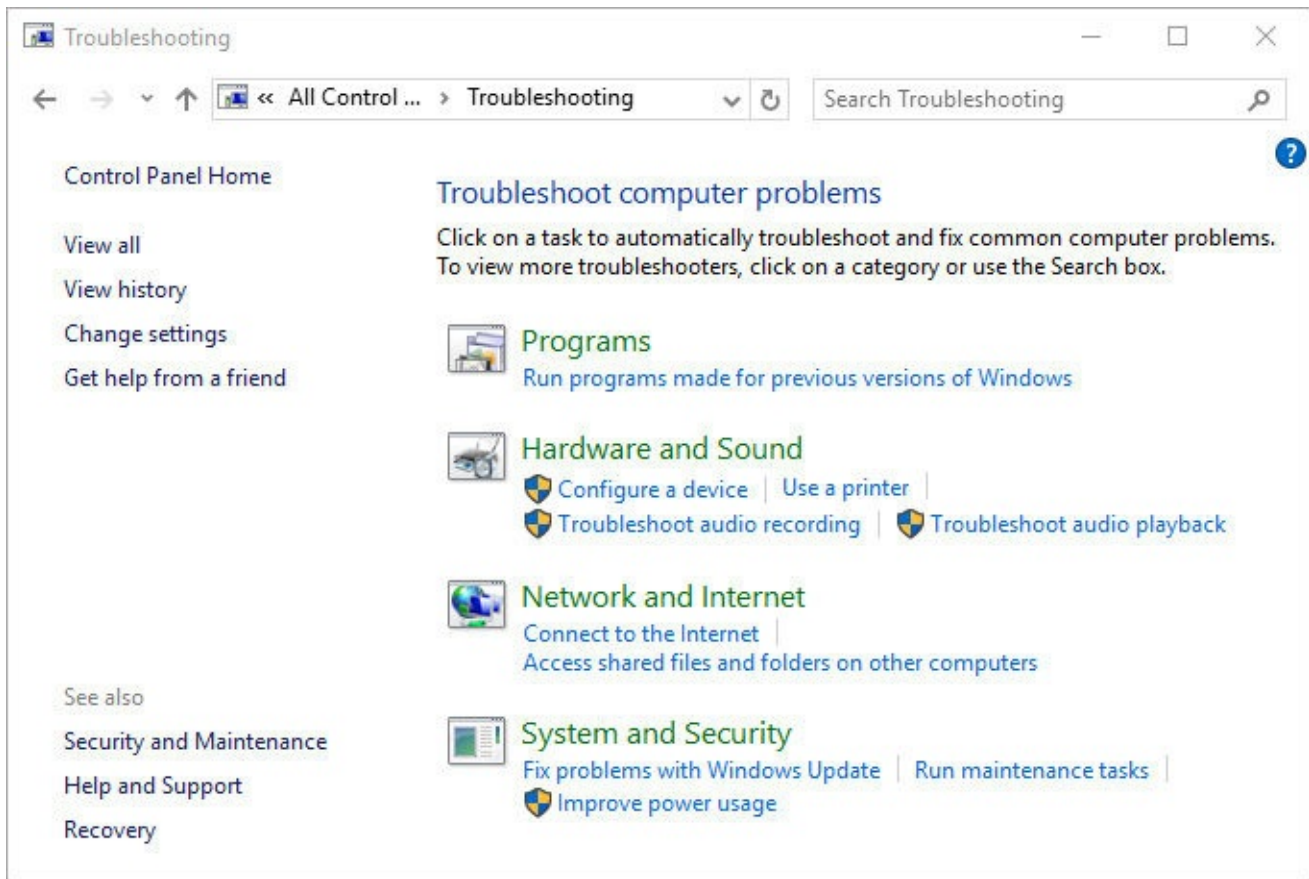 Troubleshooting
« All Control ... › Troubleshooting
Search Troubleshooting
?
Control Panel Home
View all
View history
Change settings
Get help from a friend
See also
Security and Maintenance
Help and Support
Recovery
Troubleshoot computer problems
Click on a task to automatically troubleshoot and fix common computer problems.
To view more troubleshooters, click on a category or use the Search box.
Programs
Run programs made for previous versions of Windows
Hardware and Sound
Configure a device | Use a printer |
Troubleshoot audio recording | Troubleshoot audio playback
Network and Internet
Connect to the Internet |
Access shared files and folders on other computers
System and Security
Fix problems with Windows Update | Run maintenance tasks |
Improve power usage